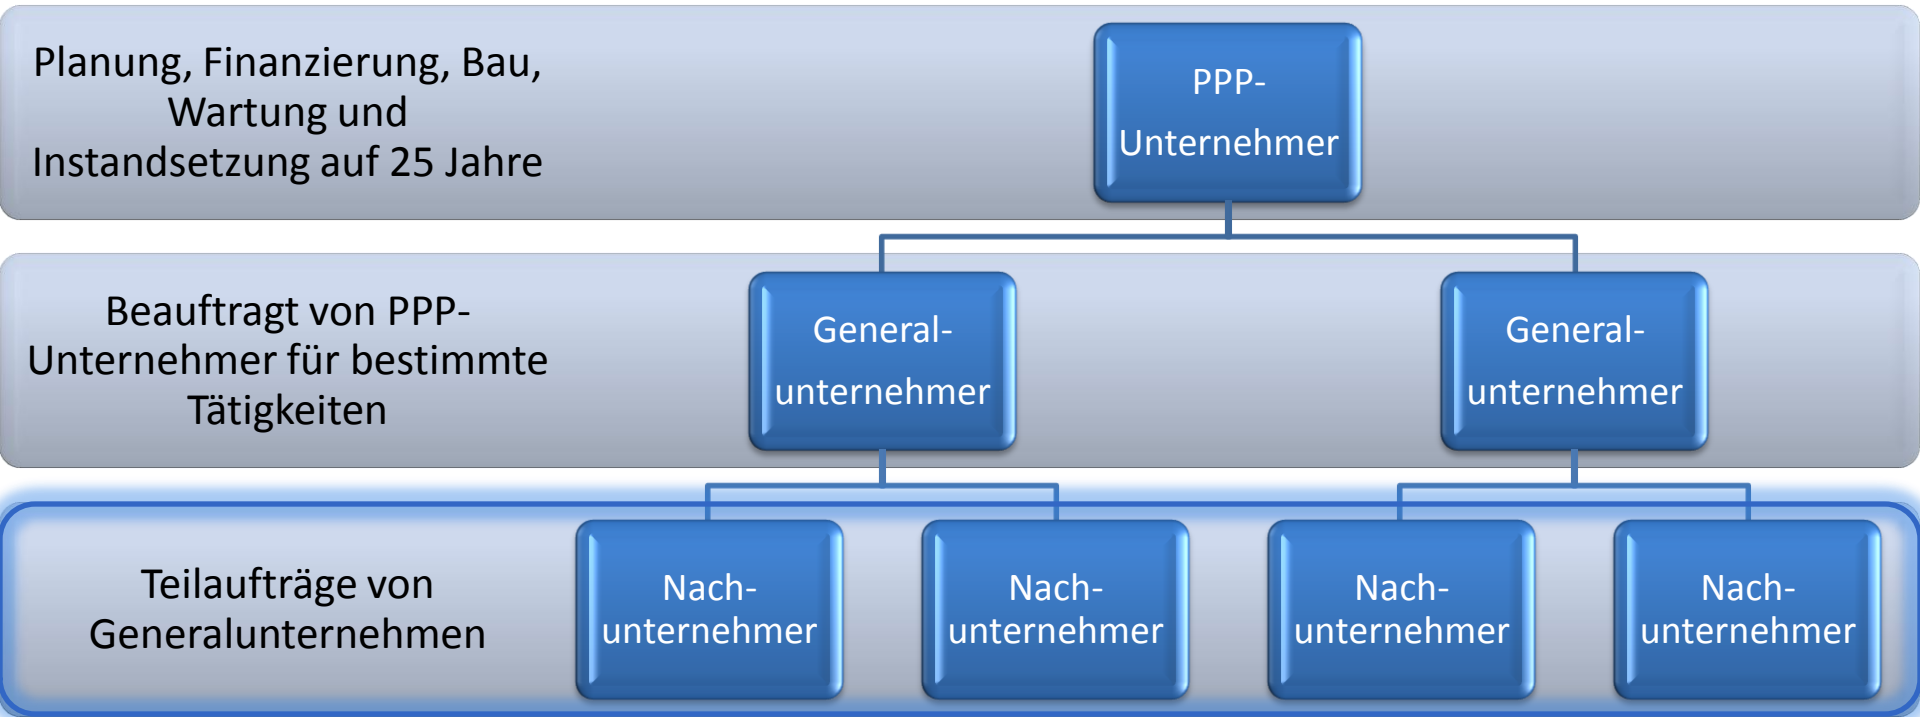 Planung, Finanzierung, Bau,
Wartung und
Instandsetzung auf 25 Jahre
PPP-
Unternehmer
Beauftragt von PPP-
Unternehmer für bestimmte
Tätigkeiten
General-
unternehmer
General-
unternehmer
Teilaufträge von
Generalunternehmen
Nach-
unternehmer
Nach-
unternehmer
Nach-
unternehmer
Nach-
unternehmer